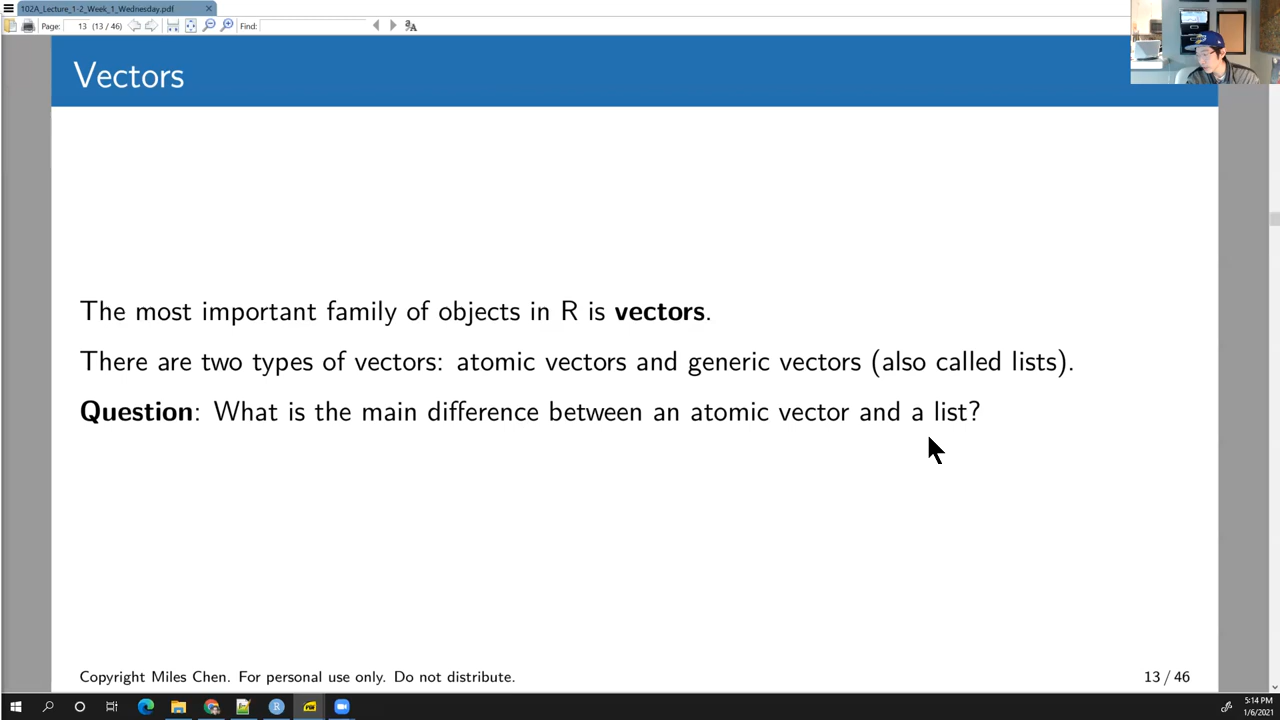 102A_Lecture_1-2_Week_1_Wednesday.pdf
Page: 13 (13 / 46) Find:
Vectors
The most important family of objects in R is vectors.
There are two types of vectors: atomic vectors and generic vectors (also called lists).
Question: What is the main difference between an atomic vector and a list?
Copyright Miles Chen. For personal use only. Do not distribute.
13 / 46
5:14 PM
1/6/2021